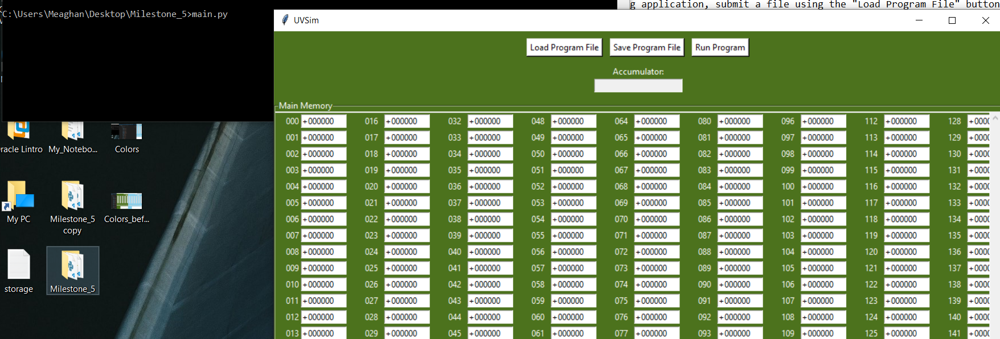 g application, submit a file using the "Load Program File" button
C:\Users\Meaghan\Desktop\Milestone_5>main.py
UVSim
Load Program File Save Program File Run Program
Accumulator:
Main Memory
000 +000000 016 +000000 032 +000000 048 +000000 064 +000000 080 +000000 096 +000000 112 +000000 128 +000
001 +000000 017 +000000 033 +000000 049 +000000 065 +000000 081 +000000 097 +000000 113 +000000 129 +000
002 +000000 018 +000000 034 +000000 050 +000000 066 +000000 082 +000000 098 +000000 114 +000000 130 +000
003 +000000 019 +000000 035 +000000 051 +000000 067 +000000 083 +000000 099 +000000 115 +000000 131 +000
004 +000000 020 +000000 036 +000000 052 +000000 068 +000000 084 +000000 100 +000000 116 +000000 132 +000
005 +000000 021 +000000 037 +000000 053 +000000 069 +000000 085 +000000 101 +000000 117 +000000 133 +000
006 +000000 022 +000000 038 +000000 054 +000000 070 +000000 086 +000000 102 +000000 118 +000000 134 +000
007 +000000 023 +000000 039 +000000 055 +000000 071 +000000 087 +000000 103 +000000 119 +000000 135 +000
008 +000000 024 +000000 040 +000000 056 +000000 072 +000000 088 +000000 104 +000000 120 +000000 136 +000
009 +000000 025 +000000 041 +000000 057 +000000 073 +000000 089 +000000 105 +000000 121 +000000 137 +000
010 +000000 026 +000000 042 +000000 058 +000000 074 +000000 090 +000000 106 +000000 122 +000000 138 +000
011 +000000 027 +000000 043 +000000 059 +000000 075 +000000 091 +000000 107 +000000 123 +000000 139 +000
012 +000000 028 +000000 044 +000000 060 +000000 076 +000000 092 +000000 108 +000000 124 +000000 140 +000
013 +000000 029 +000000 045 +000000 061 +000000 077 +000000 093 +000000 109 +000000 125 +000000 141 +000
racle Lintro My_Notebo... Colors
My PC Milestone_5 Colors_bef...
copy
storage Milestone_5